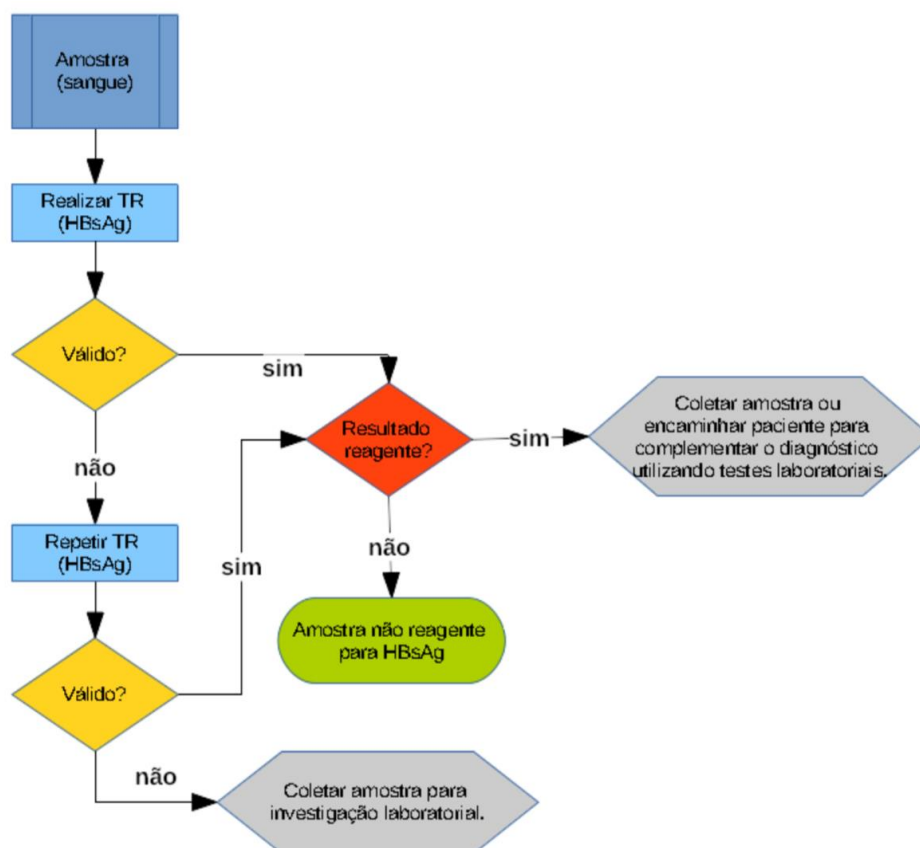 Amostra
(sangue)
Realizar TR
(HBsAg)
Válido?
sim
não
Resultado
reagente?
sim
Coletar amostra ou
encaminhar paciente para
complementar o diagnóstico
utilizando testes laboratoriais.
Repetir TR
(HBsAg)
sim
não
Amostra não reagente
para HBsAg
Válido?
não
Coletar amostra para
investigação laboratorial.